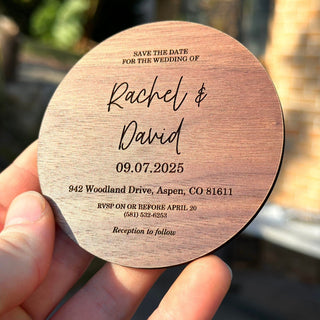 SAVE THE DATE
FOR THE WEDDING OF
Rachel &
David
09.07.2025
942 Woodland Drive, Aspen, CO 81611
RVSP ON OR BEFORE APRIL 20
(581) 532-6253
Reception to follow